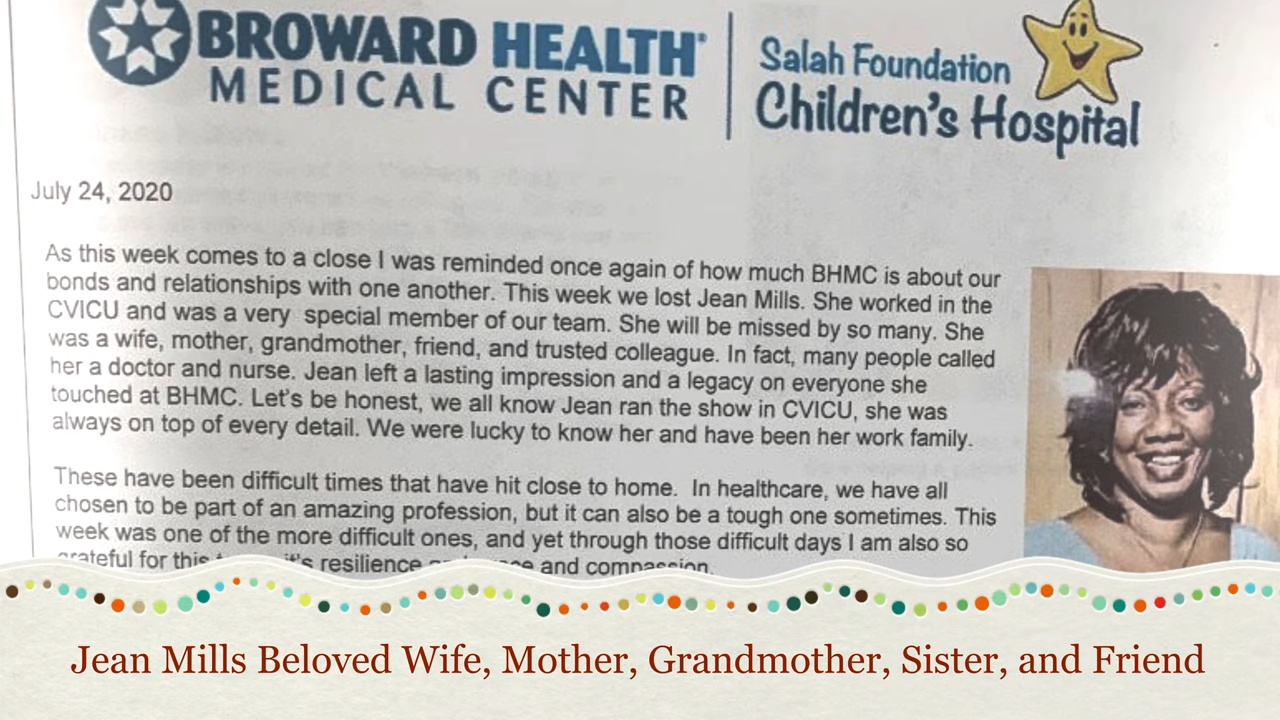 BROWARD HEALTH
MEDICAL CENTER
Salah Foundation
Children's Hospital
July 24, 2020
As this week comes to a close I was reminded once again of how much BHMC is about our
bonds and relationships with one another. This week we lost Jean Mills. She worked in the
CVICU and was a very special member of our team. She will be missed by so many. She
was a wife, mother, grandmother, friend, and trusted colleague. In fact, many people called
her a doctor and nurse. Jean left a lasting impression and a legacy on everyone she
touched at BHMC. Let's be honest, we all know Jean ran the show in CVICU, she was
always on top of every detail. We were lucky to know her and have been her work family.
These have been difficult times that have hit close to home. In healthcare, we have all
chosen to be part of an amazing profession, but it can also be a tough one sometimes. This
week was one of the more difficult ones, and yet through those difficult days I am also so
grateful for this it's resilience and compassion.
Jean Mills Beloved Wife, Mother, Grandmother, Sister, and Friend